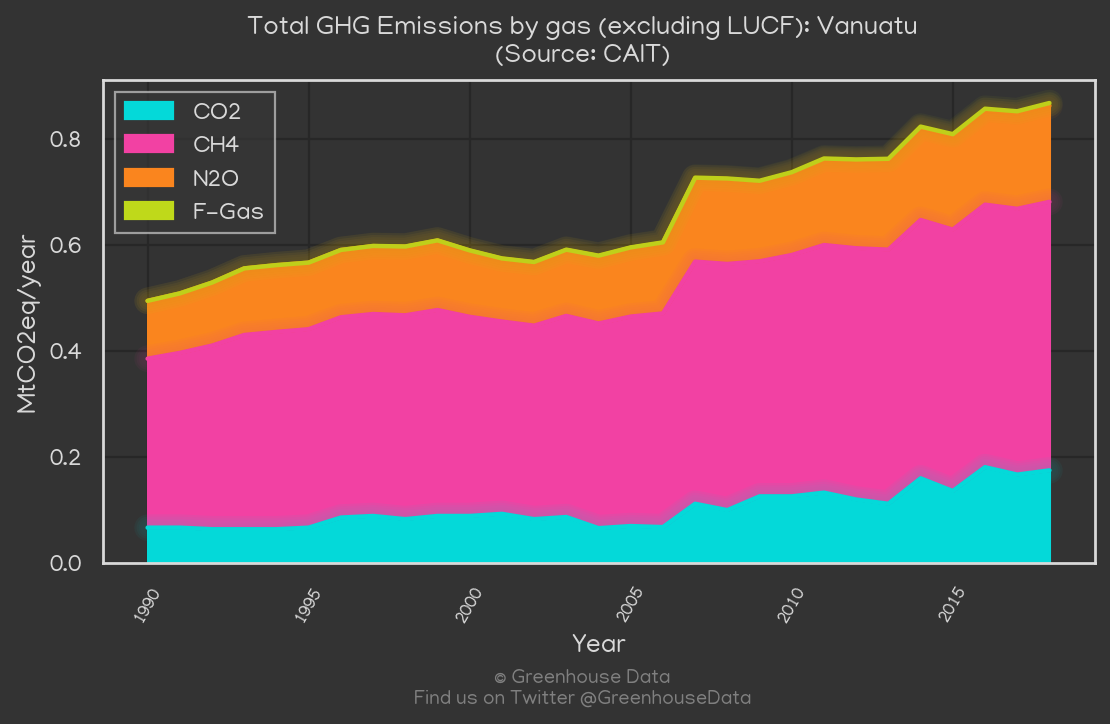 Total GHG Emissions by gas (excluding LUCF): Vanuatu
(Source: CAIT)
CO2
CH4
N2O
F-Gas
MtCO2eq/year
0.8
0.6
0.4
0.2
0.0
1990
1995
2000
2005
2010
2015
Year
© Greenhouse Data
Find us on Twitter @GreenhouseData